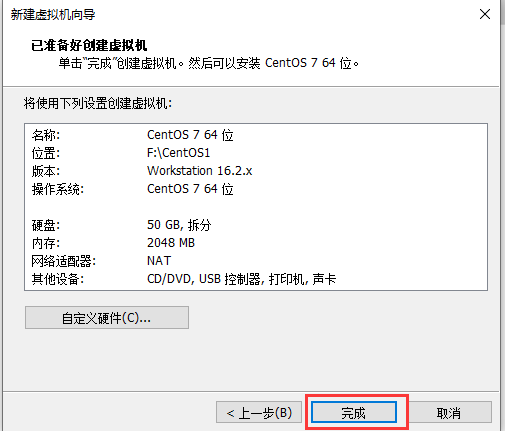 新建虚拟机向导
已准备好创建虚拟机
单击“完成”创建虚拟机。然后可以安装 CentOS 7 64 位。
将使用下列设置创建虚拟机:
名称: CentOS 7 64 位
位置: F:\CentOS1
版本: Workstation 16.2.x
操作系统: CentOS 7 64 位
硬盘: 50 GB, 拆分
内存: 2048 MB
网络适配器: NAT
其他设备: CD/DVD, USB 控制器, 打印机, 声卡
自定义硬件(C)...
< 上一步(B) 完成 取消